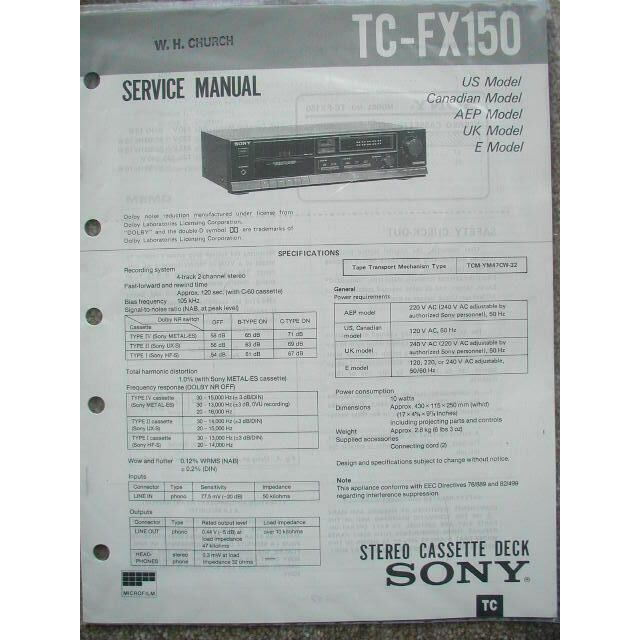 W. H. CHURCH
TC-FX150
SERVICE MANUAL
US Model
Canadian Model
AEP Model
UK Model
E Model
SONY
Dolby noise reduction manufactured under license from
Dolby Laboratories Licensing Corporation.
"DOLBY" and the double-D symbol are trademarks of
Dolby Laboratories Licensing Corporation.
SPECIFICATIONS
Recording system
4-track 2-channel stereo
Fast-forward and rewind time
Approx. 120 sec. (with C-60 cassette)
Bias frequency 105 kHz
Signal-to-noise ratio (NAB, at peak level)
Dolby NR switch OFF B-TYPE ON C-TYPE ON
Cassette
TYPE IV (Sony METAL-ES) 58 dB 65 dB 71 dB
TYPE II (Sony UX-S) 56 dB 63 dB 69 dB
TYPE I (Sony HF-S) 54 dB 61 dB 67 dB
Total harmonic distortion
1.0% (with Sony METAL-ES cassette)
Frequency response (DOLBY NR OFF)
TYPE IV cassette 30 - 15,000 Hz (±3 dB/DIN)
(Sony METAL-ES) 30 - 13,000 Hz (±3 dB, 0VU recording)
20 - 16,000 Hz
TYPE II cassette 30 - 14,000 Hz (±3 dB/DIN)
(Sony UX-S) 20 - 15,000 Hz
TYPE I cassette 30 - 13,000 Hz (±3 dB/DIN)
(Sony HF-S) 20 - 14,000 Hz
Wow and flutter 0.12% WRMS (NAB)
± 0.2% (DIN)
Inputs
Connector Type Sensitivity Impedance
LINE IN phono 77.5 mV (-20 dB) 50 kilohms
Outputs
Connector Type Rated output level Load impedance
LINE OUT phono 0.44 V (-5 dB) at over 10 kilohms
load impedance
47 kilohms
HEAD- stereo 0.3 mW at load
PHONES phono impedance 32 ohms
MICROFILM
Tape Transport Mechanism Type TCM-YM47CW-32
General
Power requirements
AEP model 220 V AC (240 V AC adjustable by
authorized Sony personnel), 50 Hz
US, Canadian
model 120 V AC, 60 Hz
UK model 240 V AC (220 V AC adjustable by
authorized Sony personnel), 50 Hz
E model 120, 220, or 240 V AC adjustable,
50/60 Hz
Power consumption
10 watts
Dimensions Approx. 430 × 115 × 250 mm (w/h/d)
including projecting parts and controls
Weight Approx. 2.8 kg (6 lbs 3 oz)
Supplied accessories
Connecting cord (2)
Design and specifications subject to change without notice.
Note
This appliance conforms with EEC Directives 76/889 and 82/499
regarding interference suppression.
STEREO CASSETTE DECK
SONY®
TC